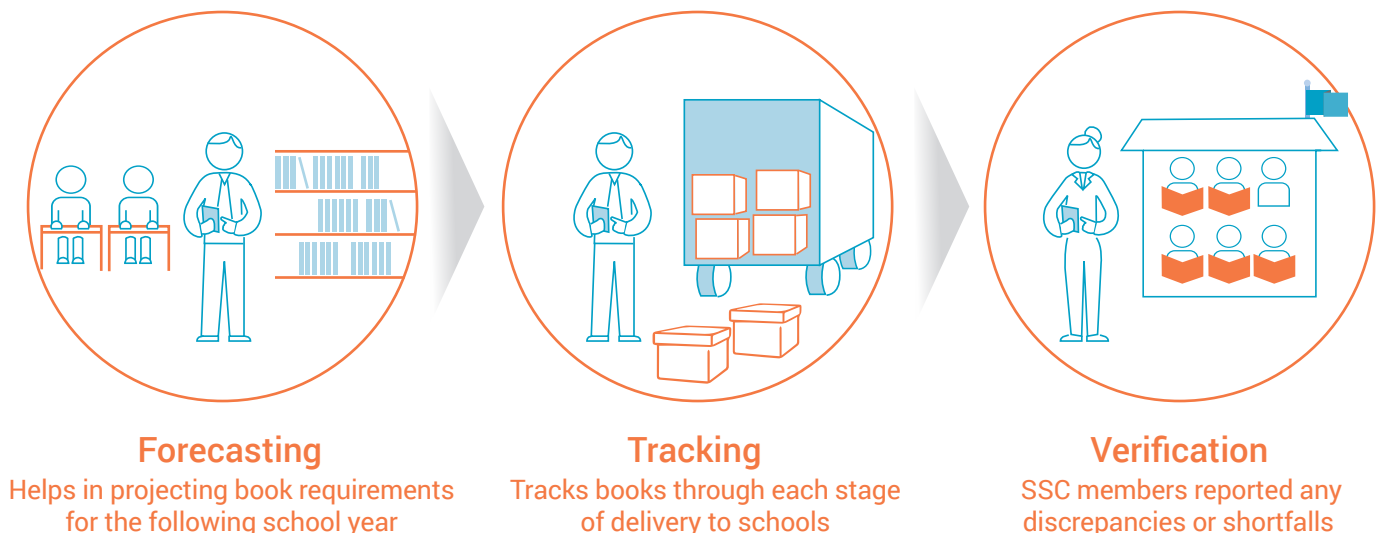 Forecasting
Helps in projecting book requirements
for the following school year
Tracking
Tracks books through each stage
of delivery to schools
Verification
SSC members reported any
discrepancies or shortfalls